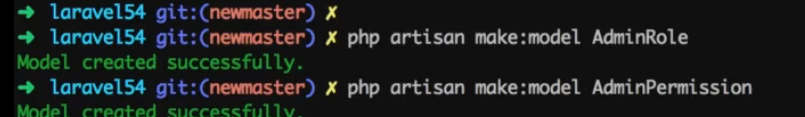 ➜ laravel54 git:(newmaster) ✗
➜ laravel54 git:(newmaster) ✗ php artisan make:model AdminRole
Model created successfully.
➜ laravel54 git:(newmaster) ✗ php artisan make:model AdminPermission
Model created successfully.